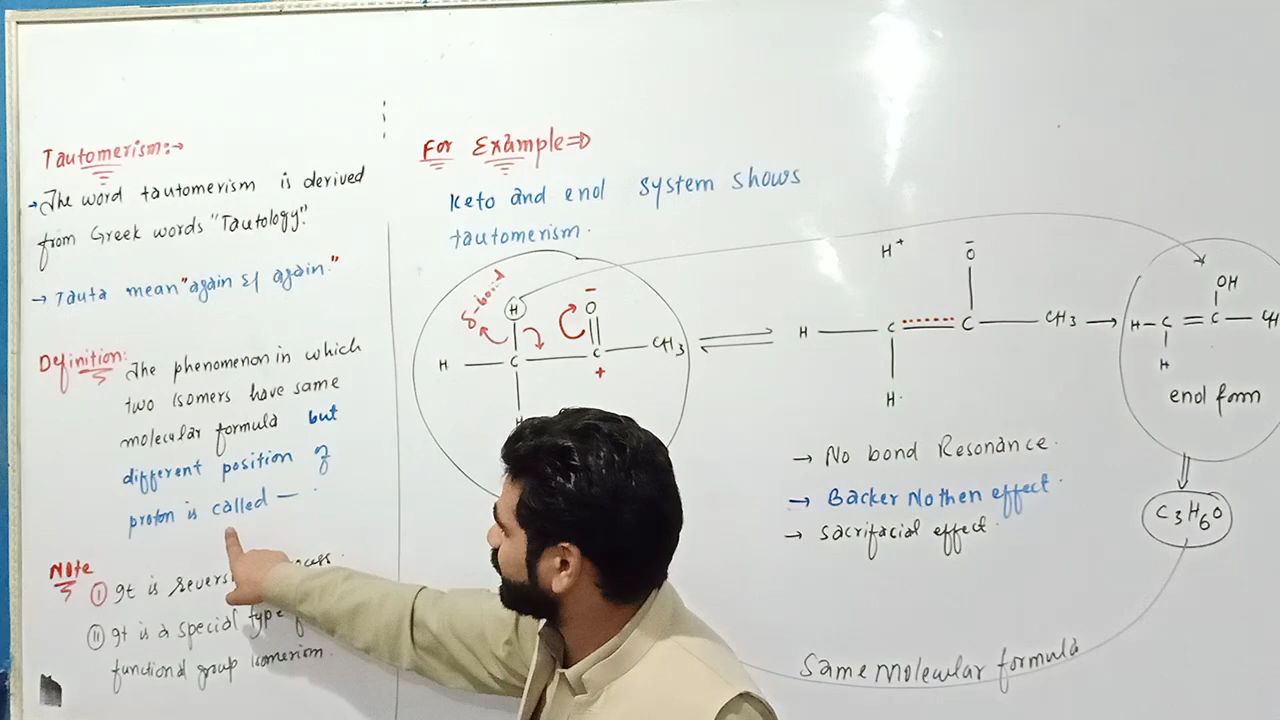 Tautomerism:→
→ The word tautomerism is derived
from Greek words "Tautology".
→ Tauta mean "again & again."
Definition:
The phenomenon in which
two isomers have same
molecular formula but
different position of
proton is called — .
Note
(i) It is
(ii) It is a special type
functional group isomerism.
For Example ⇒
Keto and enol system shows
tautomerism.
H
O
-
H C C CH3
+
H+
-
O
H C C CH3 →
H
OH
H-C=C-
H
enol form
C3H6O
→ No bond Resonance.
→ Backer Nothen effect.
→ sacrifacial effect.
same Molecular formula